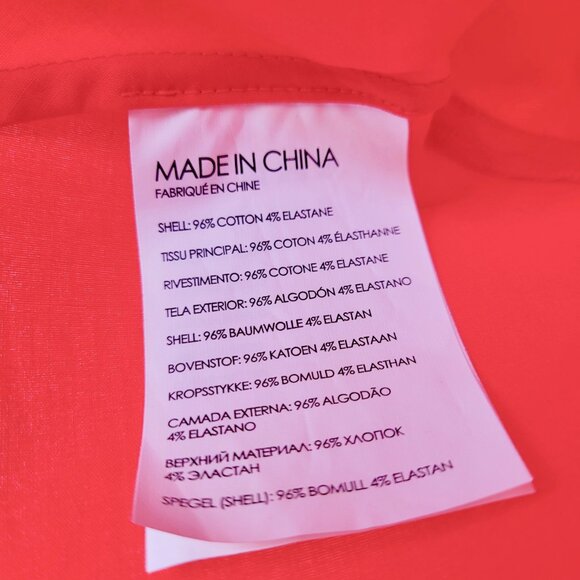 MADE IN CHINA
FABRIQUÉ EN CHINE
SHELL: 96% COTTON 4% ELASTANE
TISSU PRINCIPAL: 96% COTON 4% ÉLASTHANNE
RIVESTIMENTO: 96% COTONE 4% ELASTANE
TELA EXTERIOR: 96% ALGODÓN 4% ELASTANO
SHELL: 96% BAUMWOLLE 4% ELASTAN
BOVENSTOF: 96% KATOEN 4% ELASTAAN
KROPSSTYKKE: 96% BOMULD 4% ELASTHAN
CAMADA EXTERNA: 96% ALGODÃO
4% ELASTANO
ВЕРХНИЙ МАТЕРИАЛ: 96% ХЛОПОК
4% ЭЛАСТАН
SPEGEL (SHELL): 96% BOMULL 4% ELASTAN